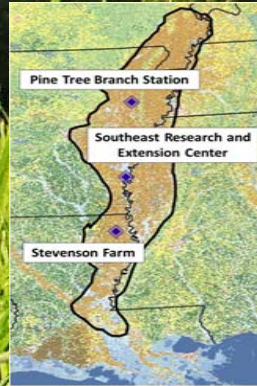 Pine Tree Branch Station
Southeast Research and
Extension Center
Stevenson Farm